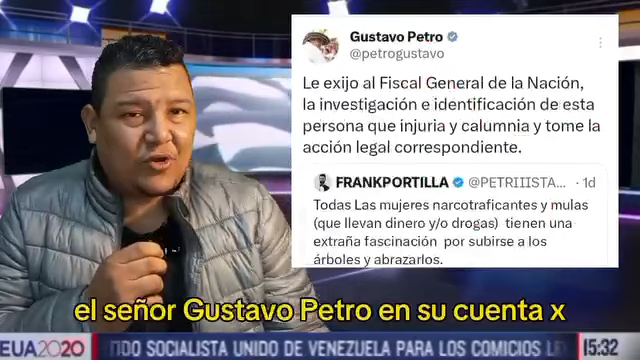 Gustavo Petro
@petrogustavo
Le exijo al Fiscal General de la Nación,
la investigación e identificación de esta
persona que injuria y calumnia y tome la
acción legal correspondiente.
FRANKPORTILLA @PETRIIISTA... · 1d
Todas Las mujeres narcotraficantes y mulas
(que llevan dinero y/o drogas) tienen una
extraña fascinación por subirse a los
árboles y abrazarlos.
el señor Gustavo Petro en su cuenta x
EUA2020 TIDO SOCIALISTA UNIDO DE VENEZUELA PARA LOS COMICIOS 15:32